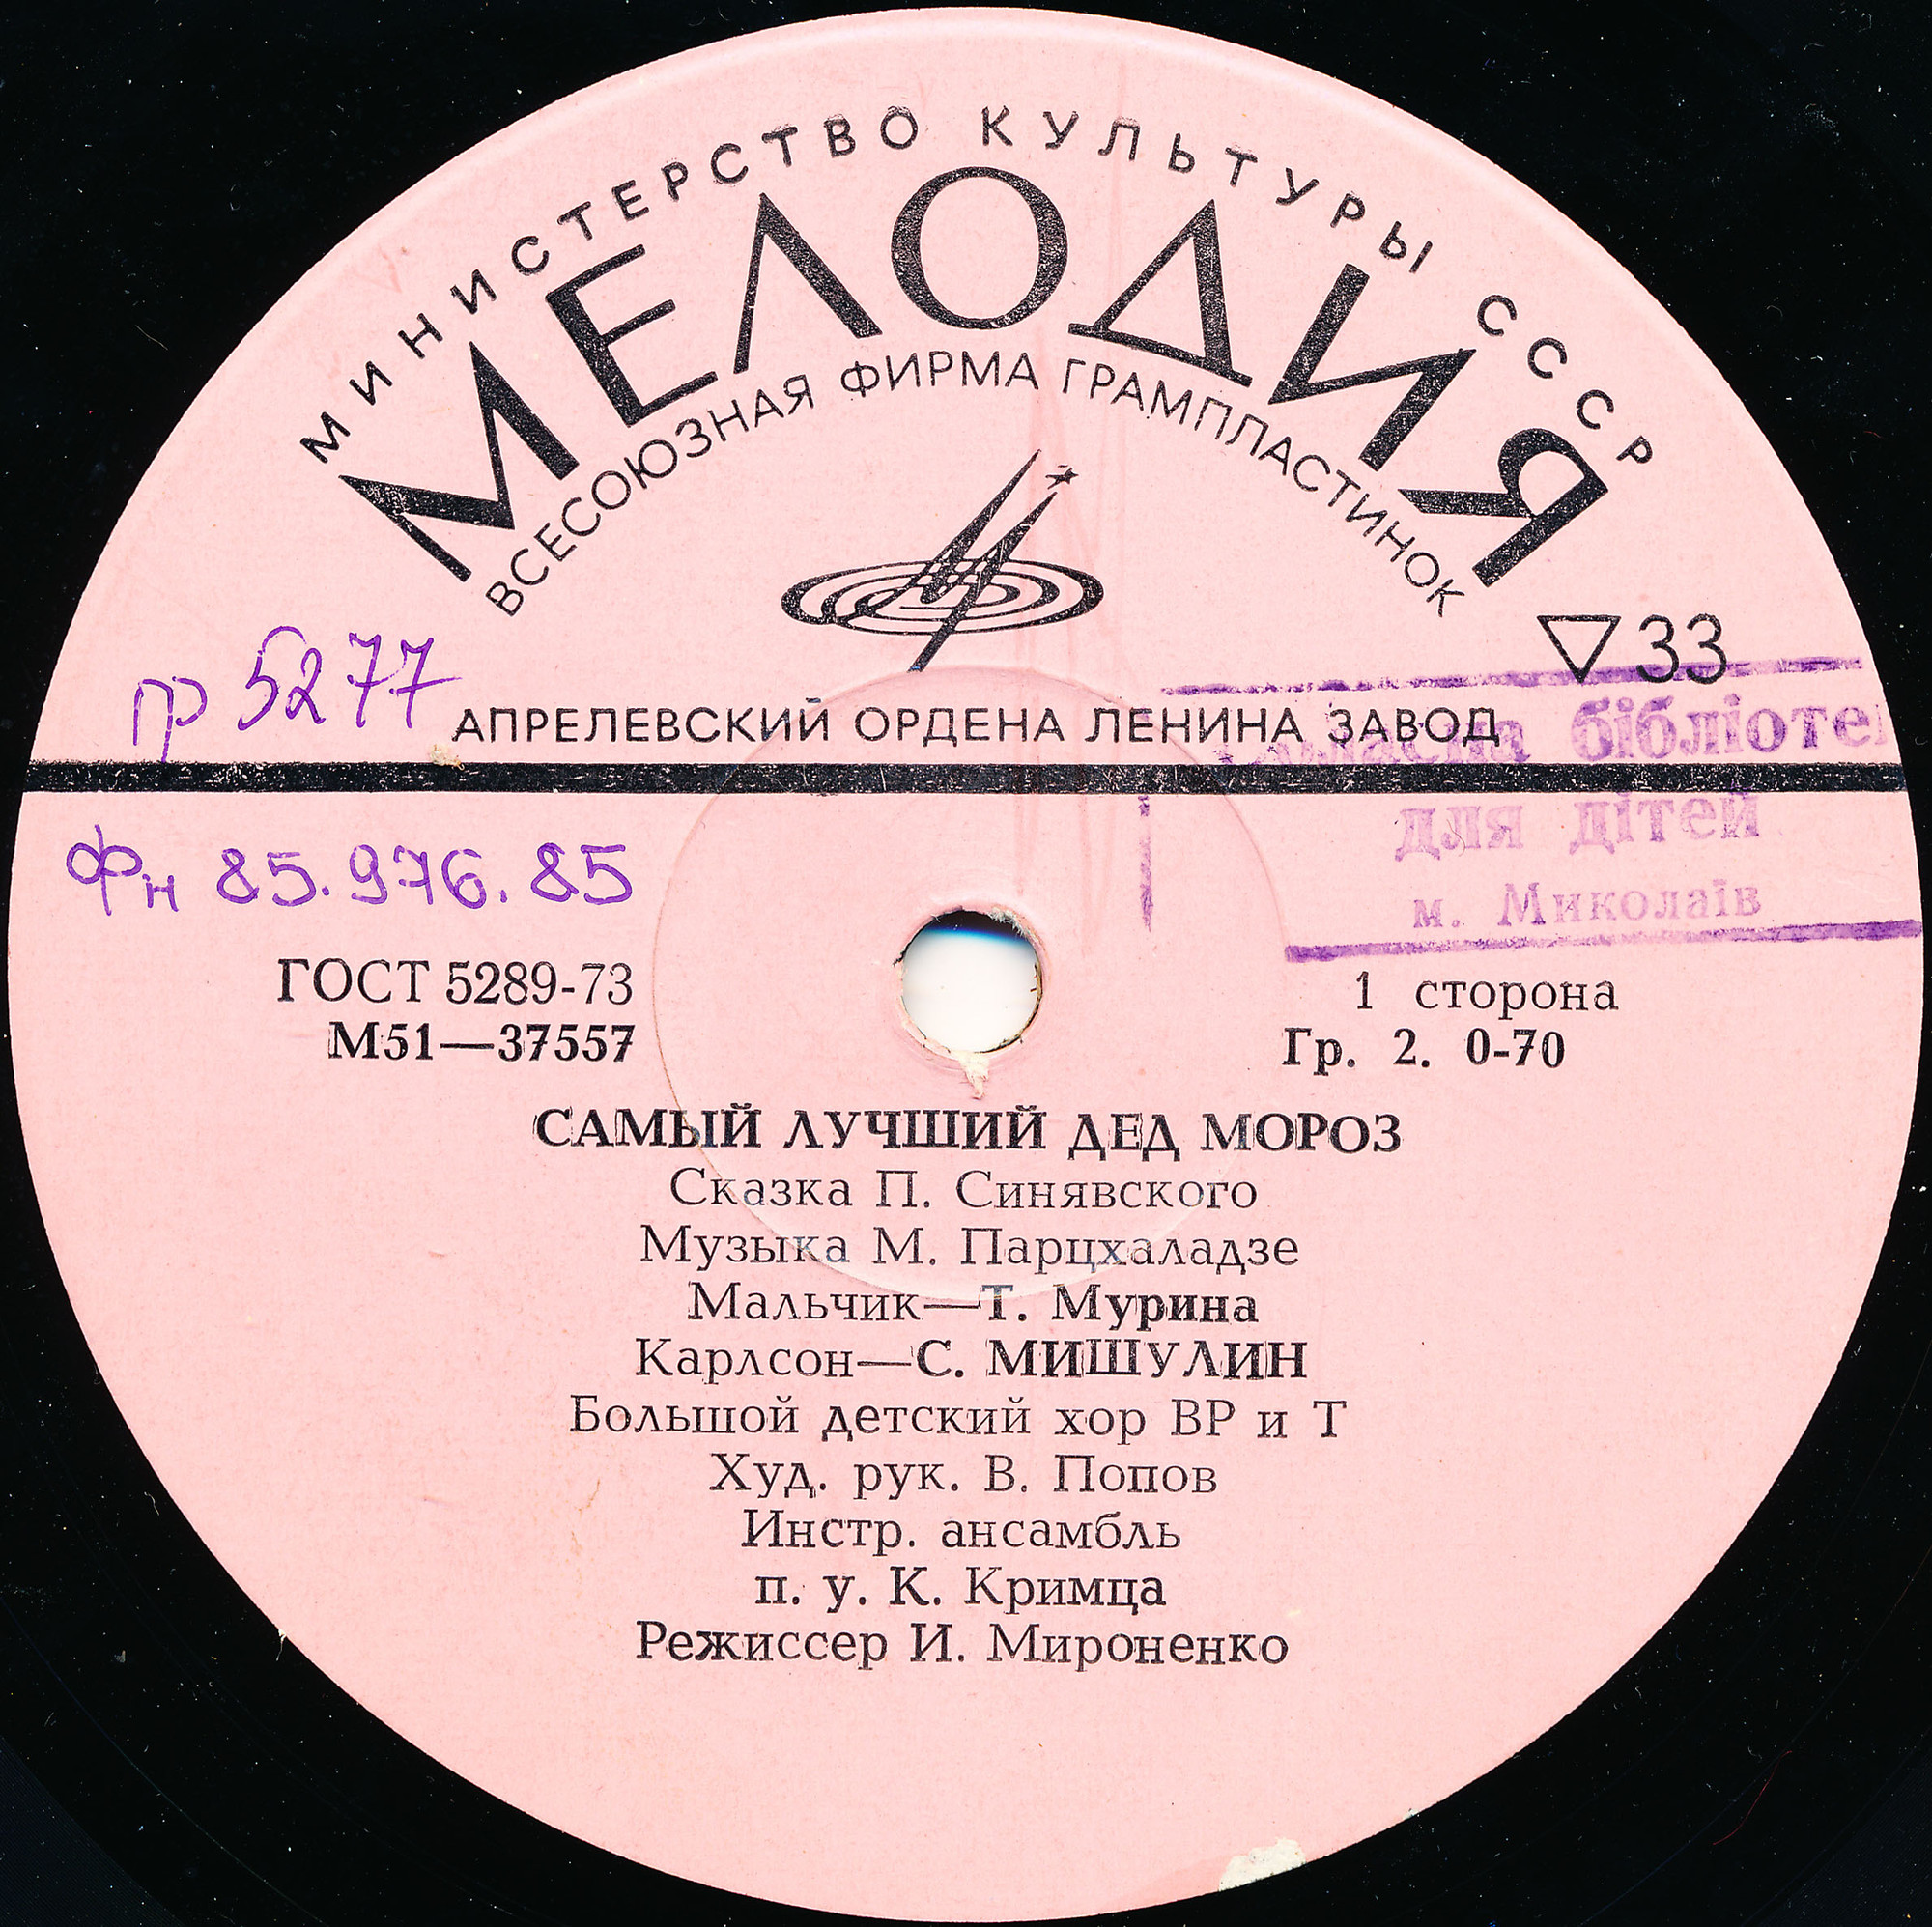 МИНИСТЕРСТВО КУЛЬТУРЫ СССР
МЕЛОДИЯ
ВСЕСОЮЗНАЯ ФИРМА ГРАМПЛАСТИНОК
33
пр 5277
АПРЕЛЕВСКИЙ ОРДЕНА ЛЕНИНА ЗАВОД
для дітей
м. Миколаїв
Фн 85.976.85
ГОСТ 5289-73
М51—37557
1 сторона
Гр. 2. 0-70
САМЫЙ ЛУЧШИЙ ДЕД МОРОЗ
Сказка П. Синявского
Музыка М. Парцхаладзе
Мальчик—Т. Мурина
Карлсон—С. МИШУЛИН
Большой детский хор ВР и Т
Худ. рук. В. Попов
Инстр. ансамбль
п. у. К. Кримца
Режиссер И. Мироненко